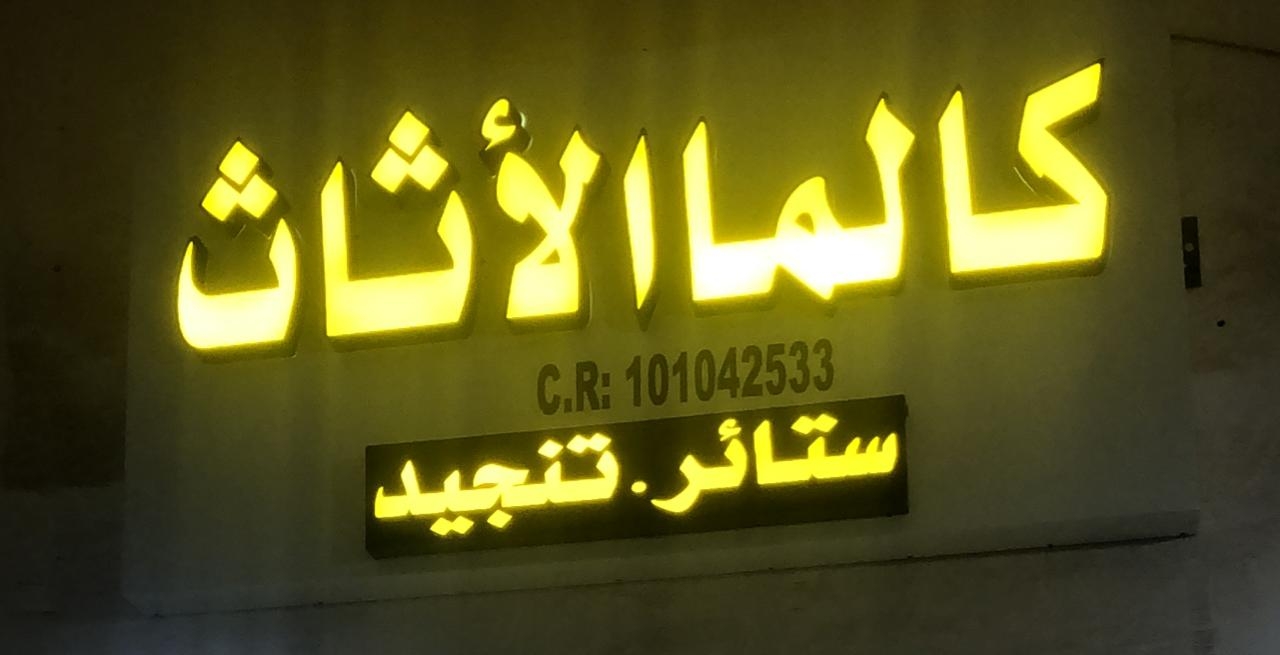 كالما الأثاث
C.R: 101042533
ستائر . تنجيد